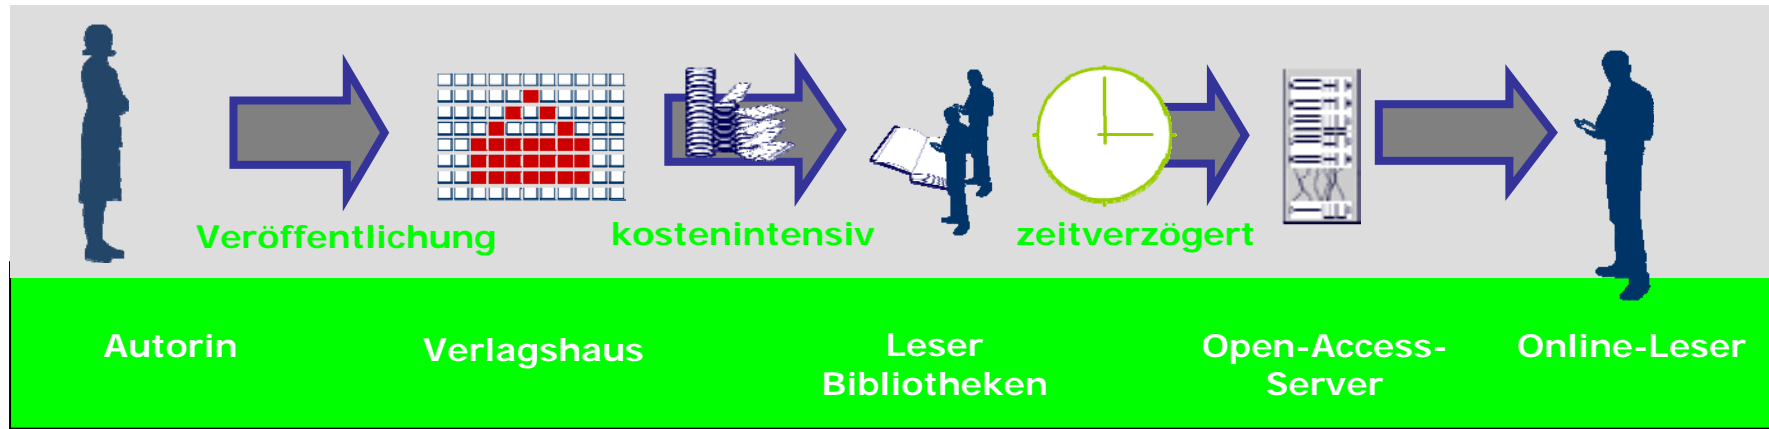 Veröffentlichung
kostenintensiv
zeitverzögert
Autorin
Verlagshaus
Leser
Bibliotheken
Open-Access-
Server
Online-Leser